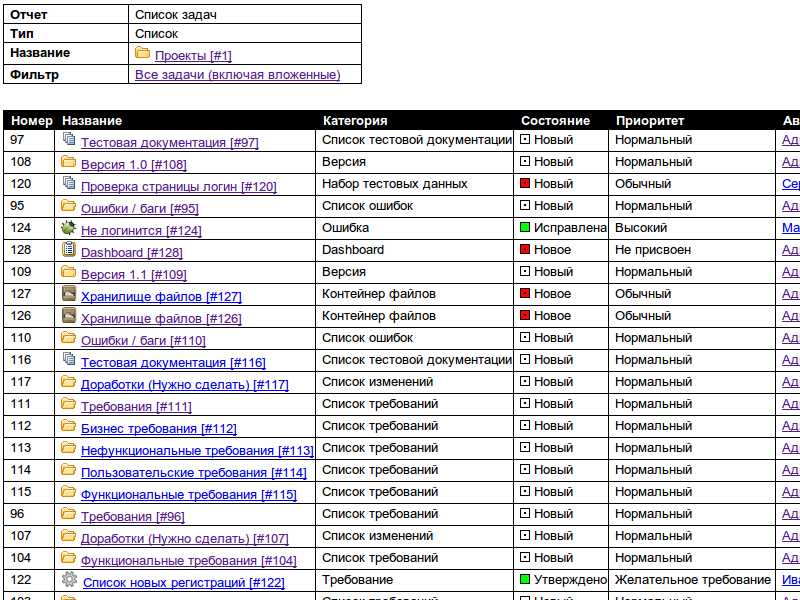 Отчет Список задач
Тип Список
Название Проекты [#1]
Фильтр Все задачи (включая вложенные)
Номер Название Категория Состояние Приоритет Ав
97 Тестовая документация [#97] Список тестовой документации Новый Нормальный Ад
108 Версия 1.0 [#108] Версия Новый Нормальный Ад
120 Проверка страницы логин [#120] Набор тестовых данных Новый Обычный Сер
95 Ошибки / баги [#95] Список ошибок Новый Нормальный Ад
124 Не логинится [#124] Ошибка Исправлена Высокий Ма
128 Dashboard [#128] Dashboard Новое Не присвоен Ад
109 Версия 1.1 [#109] Версия Новый Нормальный Ад
127 Хранилище файлов [#127] Контейнер файлов Новое Обычный Ад
126 Хранилище файлов [#126] Контейнер файлов Новое Обычный Ад
110 Ошибки / баги [#110] Список ошибок Новый Нормальный Ад
116 Тестовая документация [#116] Список тестовой документации Новый Нормальный Ад
117 Доработки (Нужно сделать) [#117] Список изменений Новый Нормальный Ад
111 Требования [#111] Список требований Новый Нормальный Ад
112 Бизнес требования [#112] Список требований Новый Нормальный Ад
113 Нефункциональные требования [#113] Список требований Новый Нормальный Ад
114 Пользовательские требования [#114] Список требований Новый Нормальный Ад
115 Функциональные требования [#115] Список требований Новый Нормальный Ад
96 Требования [#96] Список требований Новый Нормальный Ад
107 Доработки (Нужно сделать) [#107] Список изменений Новый Нормальный Ад
104 Функциональные требования [#104] Список требований Новый Нормальный Ад
122 Список новых регистраций [#122] Требование Утверждено Желательное требование Ива